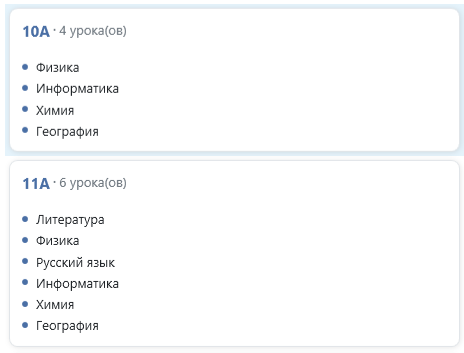 10А · 4 урока(ов)
Физика
Информатика
Химия
География
11А · 6 урока(ов)
Литература
Физика
Русский язык
Информатика
Химия
География